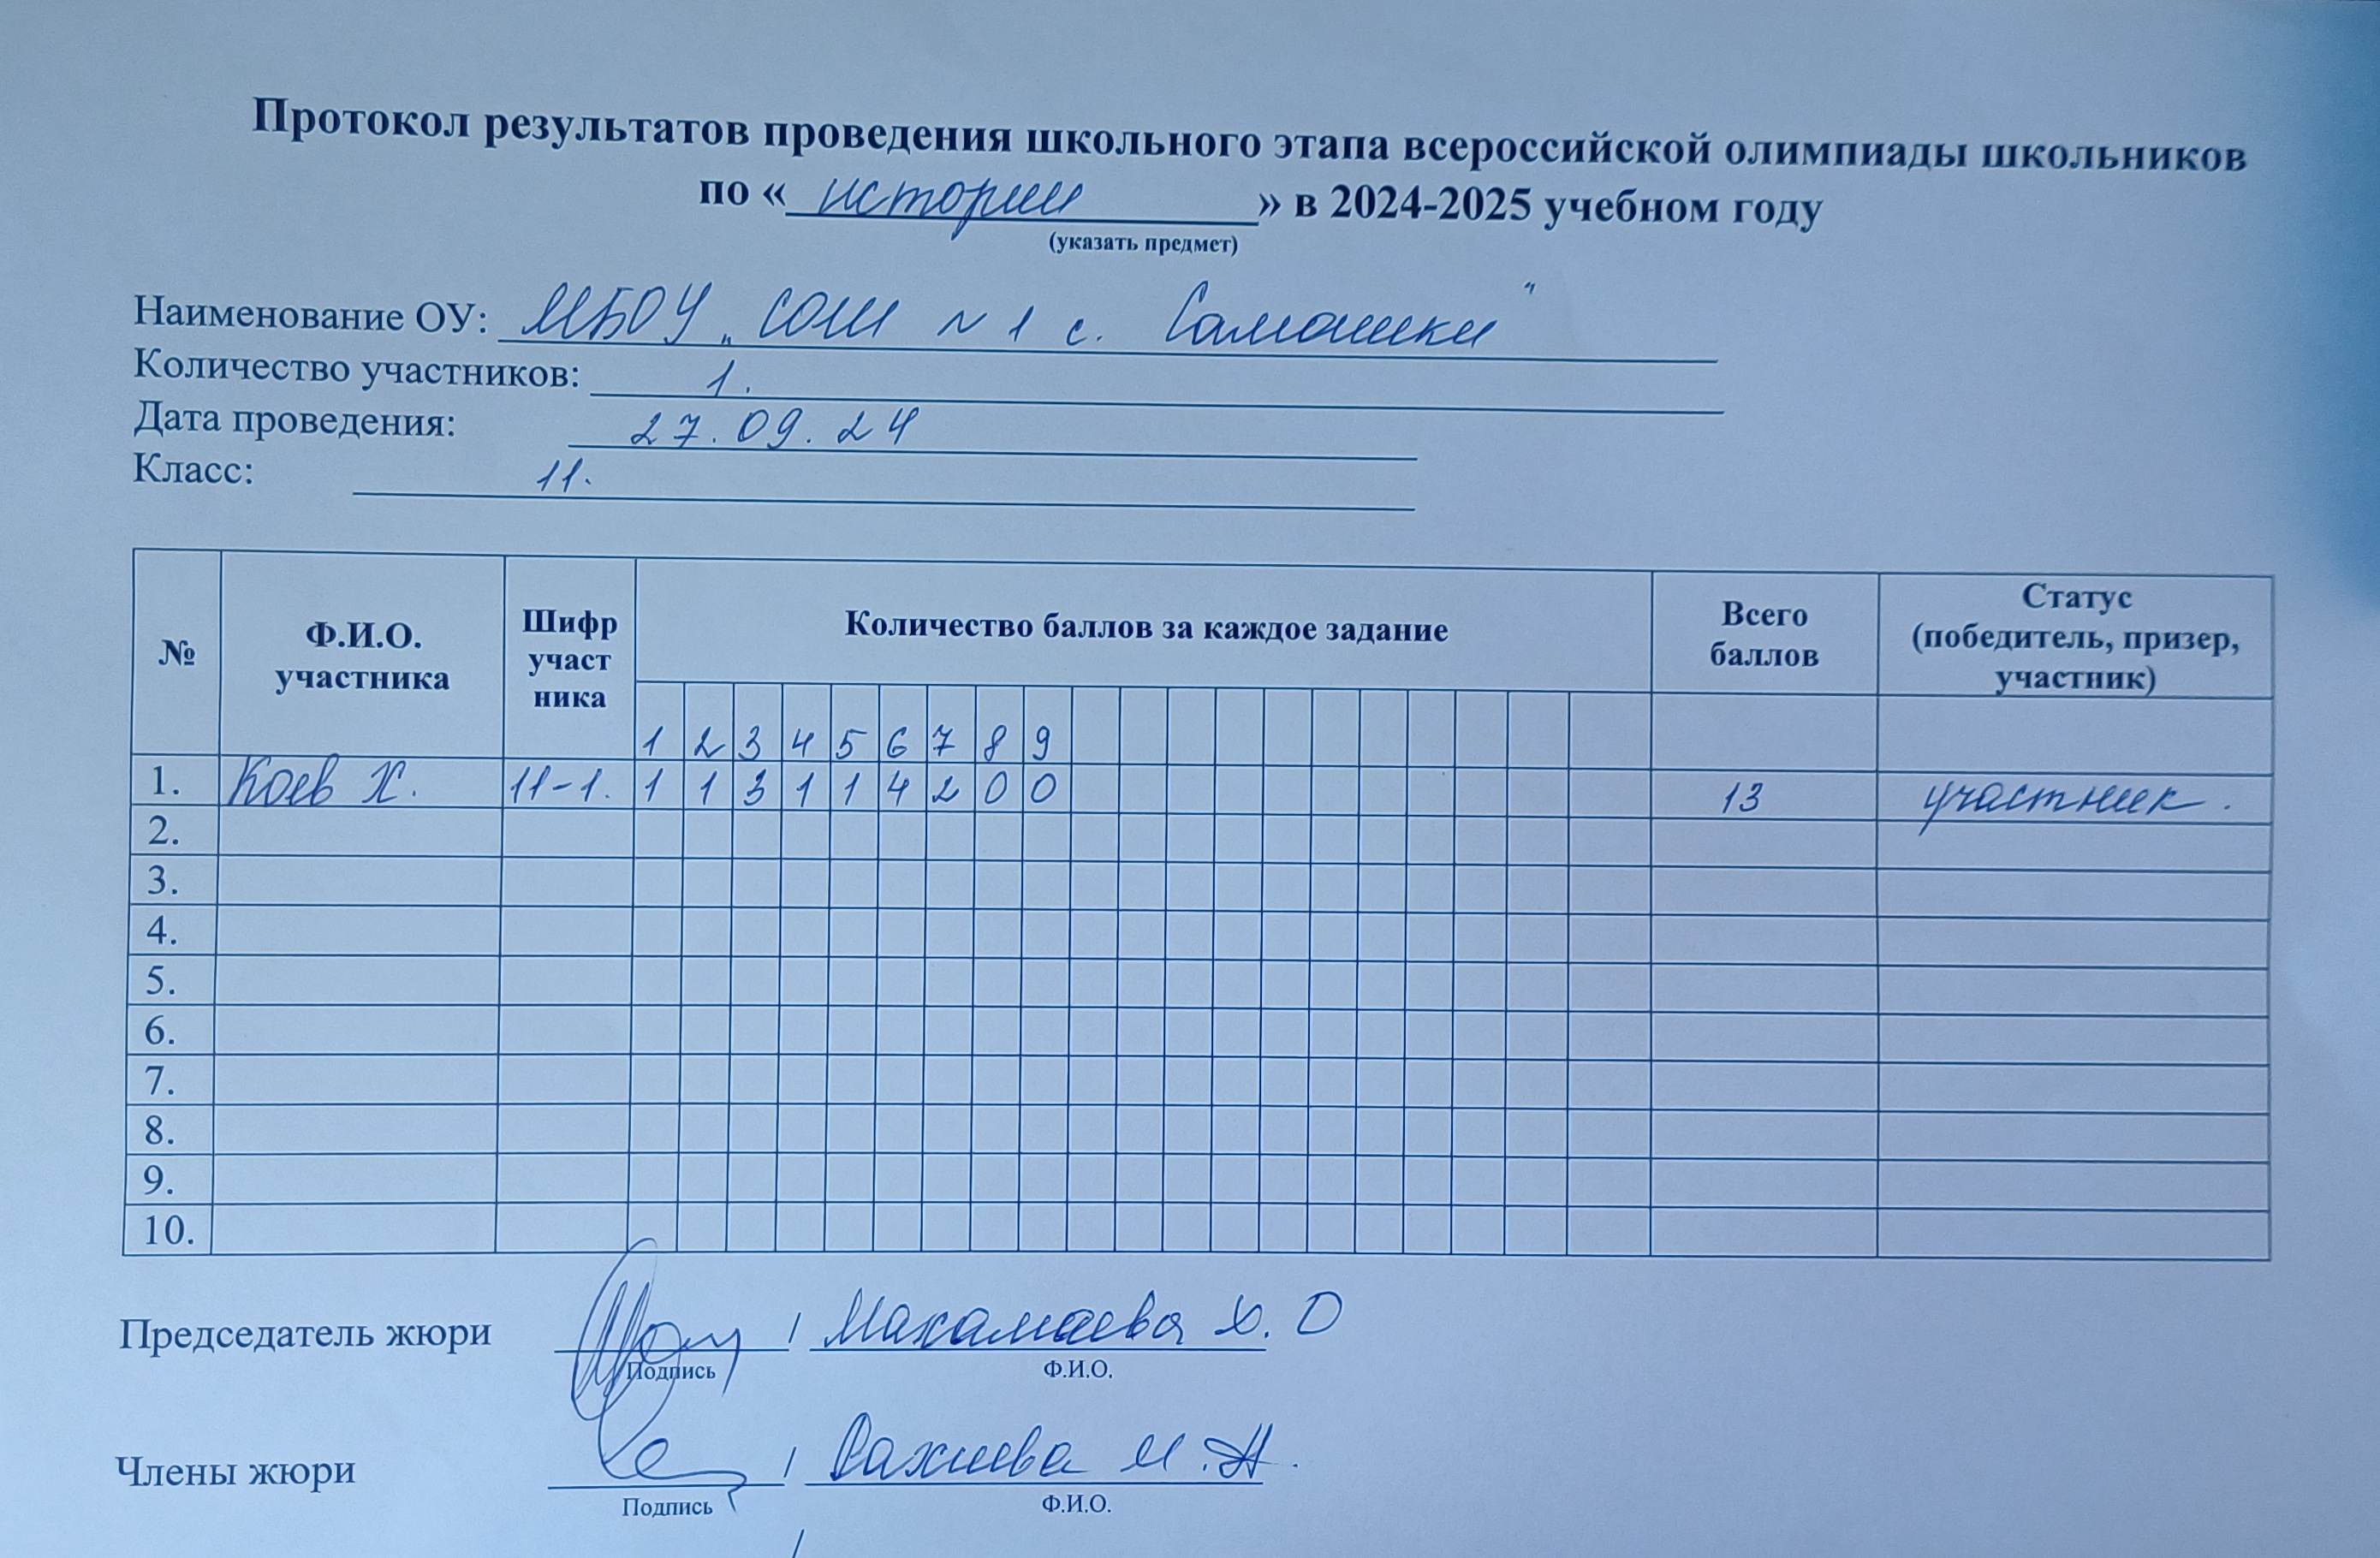 Протокол результатов проведения школьного этапа всероссийской олимпиады школьников
по « истории » в 2024-2025 учебном году
(указать предмет)
Наименование ОУ: МБОУ „СОШ №1 с. Самашки"
Количество участников: 1.
Дата проведения: 27.09.24
Класс: 11.
№ Ф.И.О. участника Шифр участ ника Количество баллов за каждое задание Всего баллов Статус (победитель, призер, участник)
1 2 3 4 5 6 7 8 9
1. Коев Х. 11-1. 1 1 3 1 1 4 2 0 0 13 участник.
2.
3.
4.
5.
6.
7.
8.
9.
10.
Председатель жюри / Махамаева Х. О
Подпись Ф.И.О.
Члены жюри / М.
Подпись Ф.И.О.
/